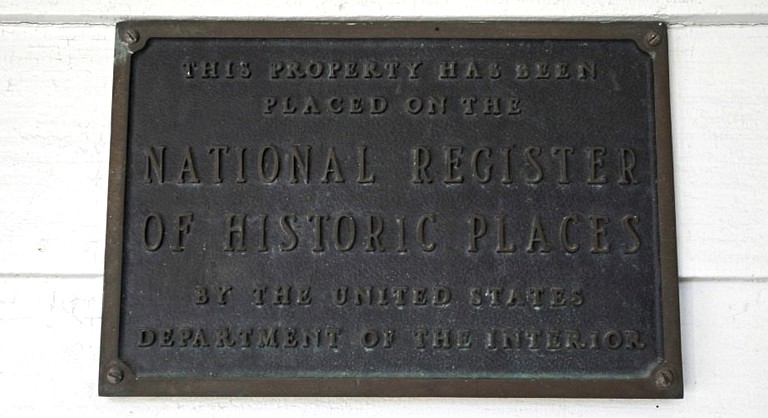 THIS PROPERTY HAS BEEN
PLACED ON THE
NATIONAL REGISTER
OF HISTORIC PLACES
BY THE UNITED STATES
DEPARTMENT OF THE INTERIOR